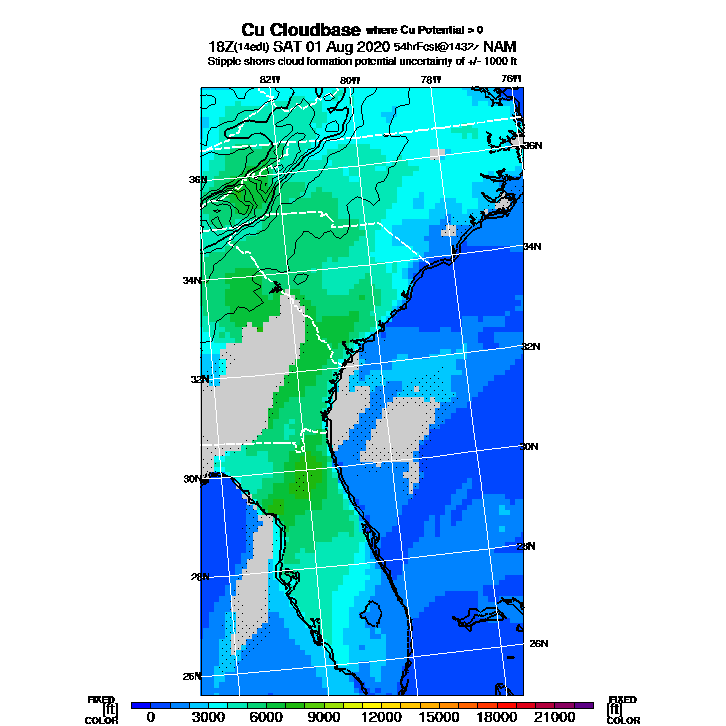 Cu Cloudbase where Cu Potential > 0
18Z(14edt) SAT 01 Aug 2020 54hrFcst@1432z NAM
Stipple shows cloud formation potential uncertainty of +/- 1000 ft
82W 80W 78W 76W
36N
36N
34N
34N
32N
32N
30N
30N
28N
28N
26N
26N
FIXED FIXED
[ft] [ft]
COLOR COLOR
0 3000 6000 9000 12000 15000 18000 21000